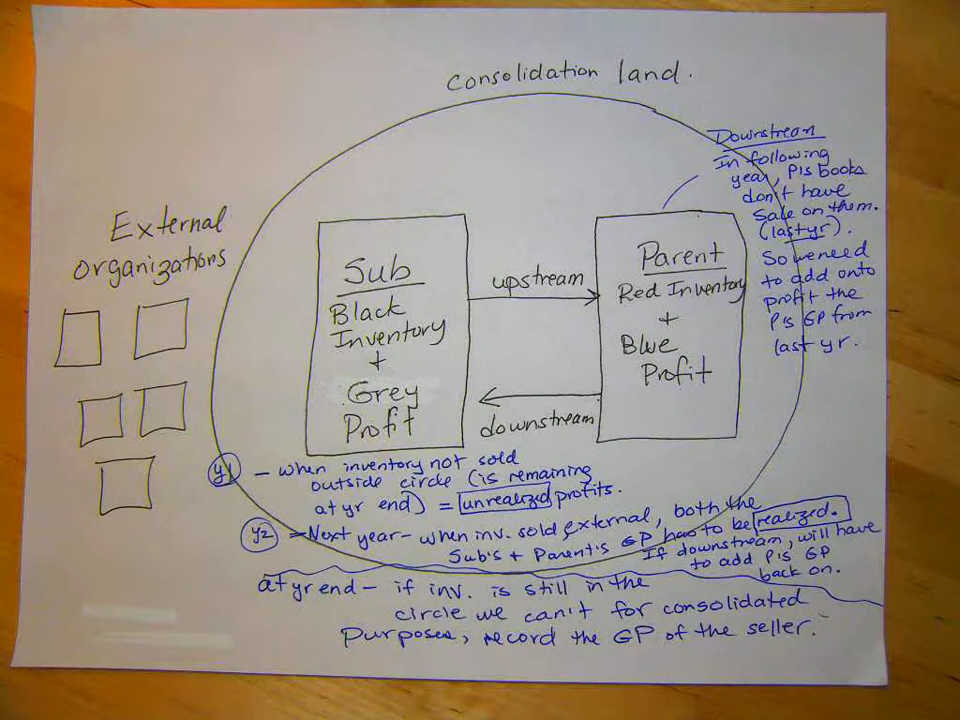 Consolidation land.
External
organizations
Sub
Black
Inventory
+
Grey
Profit
upstream
downstream
Parent
Red Inventory
+
Blue
Profit
Downstream
In following
year, P's books
don't have
Sale on them.
(last yr).
So we need
to add onto
profit the
P's GP from
last yr.
y1 – when inventory not sold
outside circle (is remaining
at yr end) = unrealized profits.
y2 – Next year – when inv. sold external, both the
Sub's + Parent's GP has to be realized.
If downstream, will have
to add P's GP
back on.
at yr end – if inv. is still in the
circle we can't for consolidated
Purposes, record the GP of the seller.